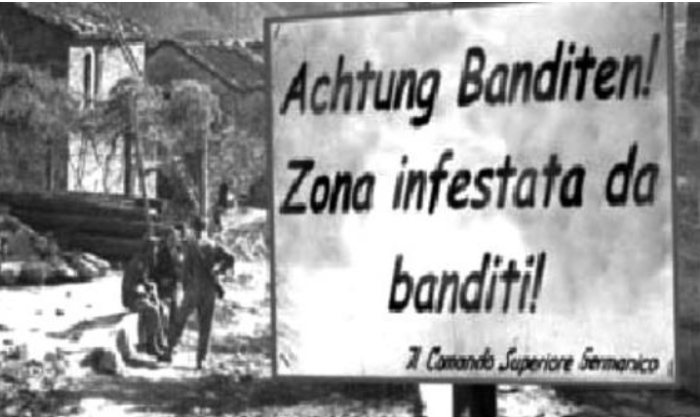 Achtung Banditen!
Zona infestata da
banditi!
Il Comando Superiore Germanico